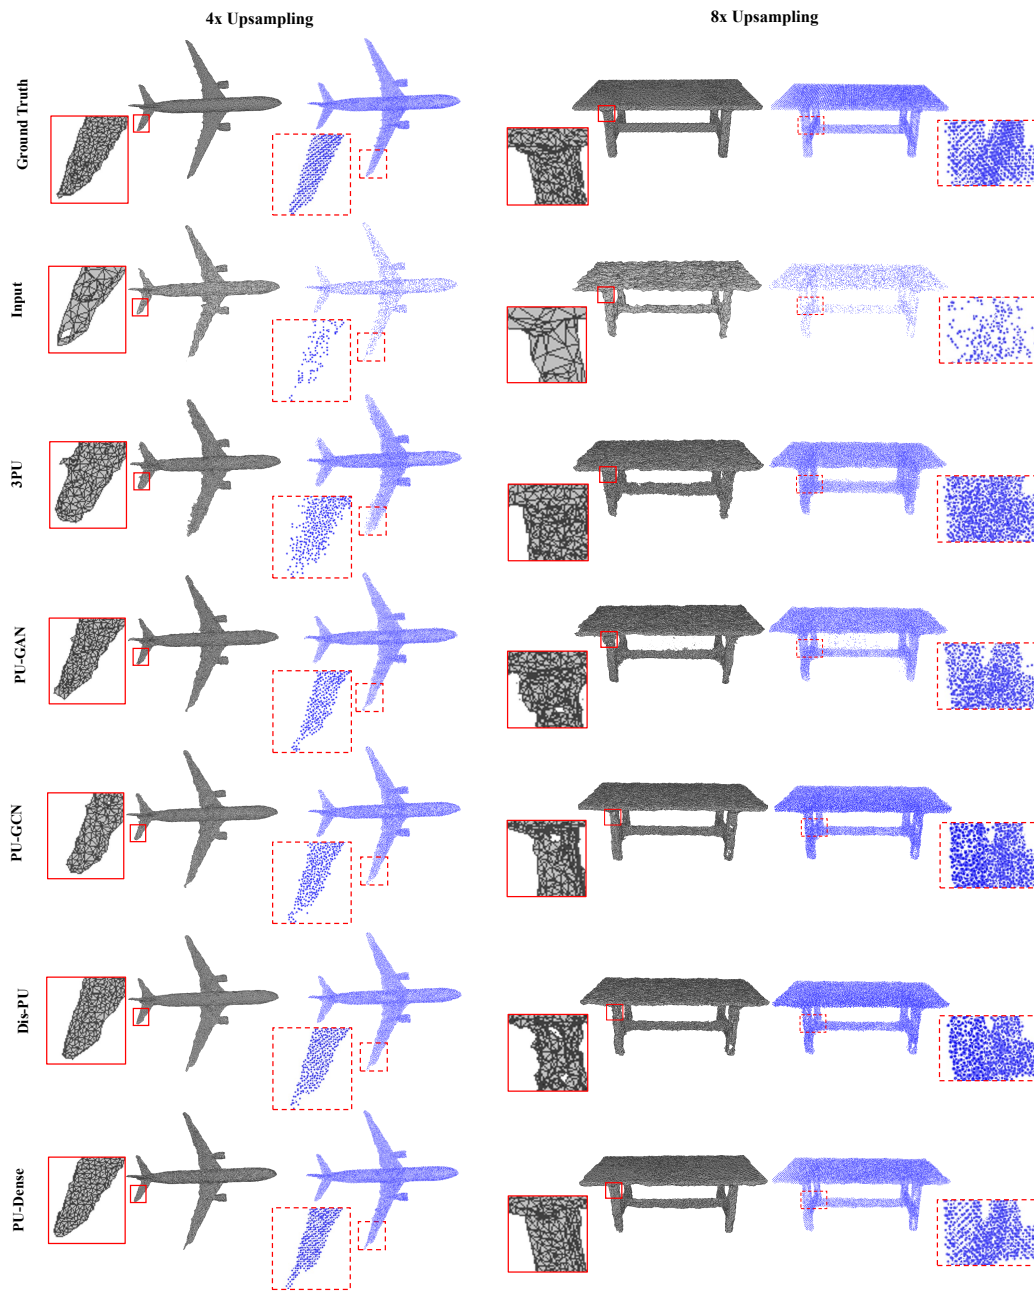 4x Upsampling
8x Upsampling
Ground Truth
Input
3PU
PU-GAN
PU-GCN
Dis-PU
PU-Dense